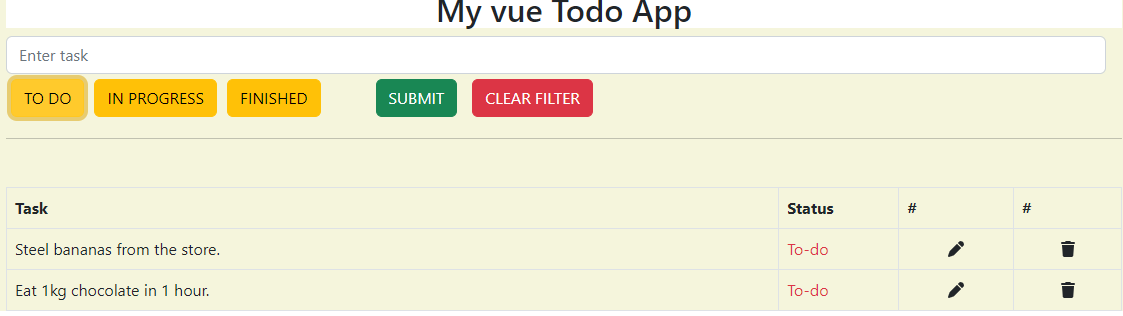 My vue Todo App
Enter task
TO DO IN PROGRESS FINISHED SUBMIT CLEAR FILTER
Task Status # #
Steel bananas from the store. To-do
Eat 1kg chocolate in 1 hour. To-do